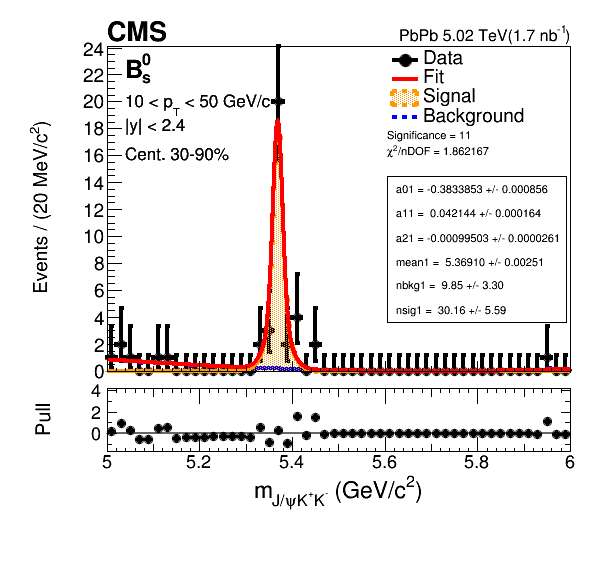 CMS
PbPb 5.02 TeV(1.7 nb⁻¹)
B⁰ₛ
10 < p_T < 50 GeV/c
|y| < 2.4
Cent. 30-90%
Data
Fit
Signal
Background
Significance = 11
χ²/nDOF = 1.862167
a01 = -0.3833853 +/- 0.000856
a11 = 0.042144 +/- 0.000164
a21 = -0.00099503 +/- 0.0000261
mean1 = 5.36910 +/- 0.00251
nbkg1 = 9.85 +/- 3.30
nsig1 = 30.16 +/- 5.59
Events / (20 MeV/c²)
24
22
20
18
16
14
12
10
8
6
4
2
0
Pull
4
2
0
5 5.2 5.4 5.6 5.8 6
m_J/ψK⁺K⁻ (GeV/c²)